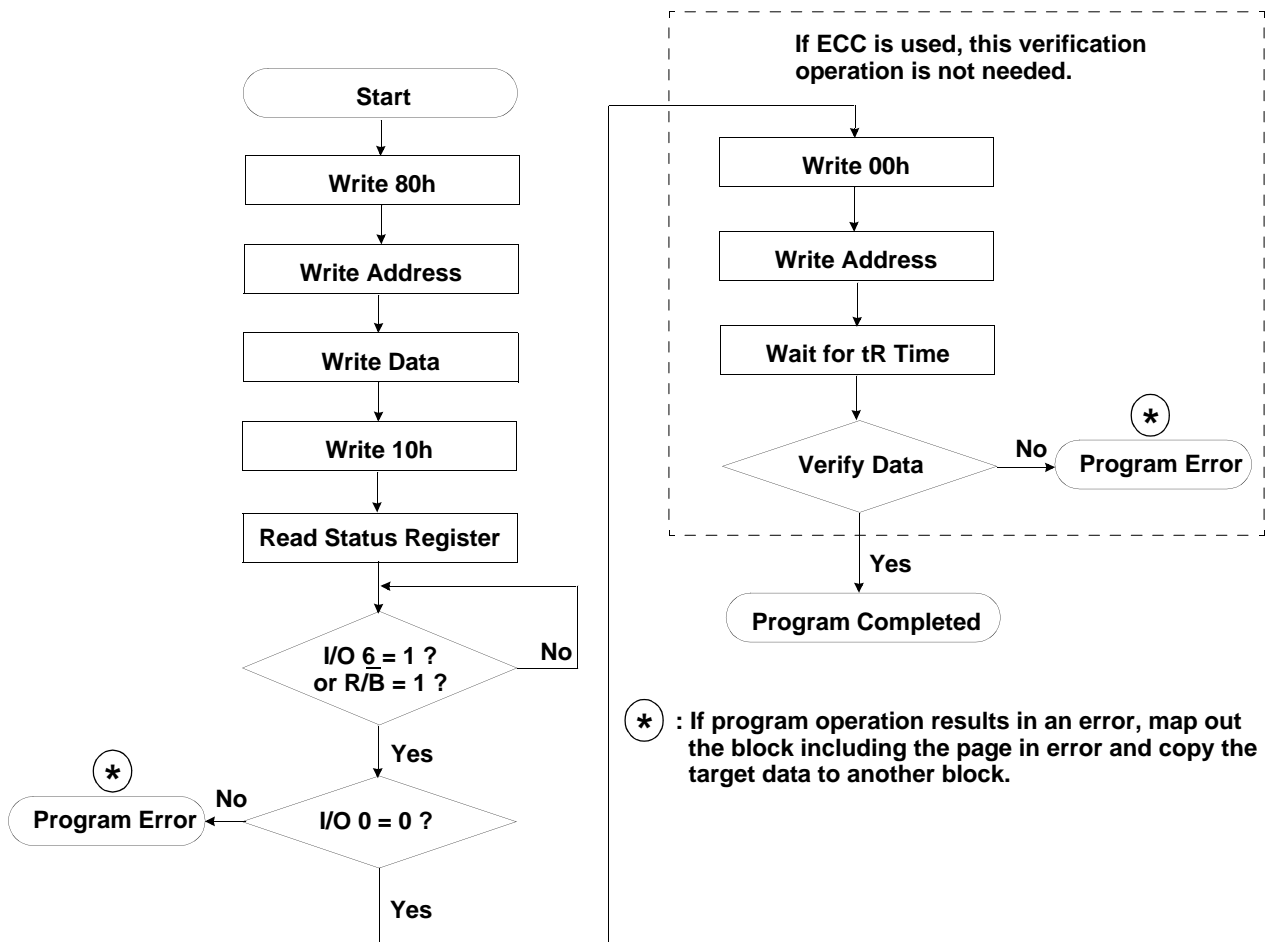 Start
Write 80h
Write Address
Write Data
Write 10h
Read Status Register
I/O 6 = 1 ?
or R/B̅ = 1 ?
No
Yes
*
Program Error
No
I/O 0 = 0 ?
Yes
If ECC is used, this verification
operation is not needed.
Write 00h
Write Address
Wait for tR Time
Verify Data
No
*
Program Error
Yes
Program Completed
* : If program operation results in an error, map out
the block including the page in error and copy the
target data to another block.